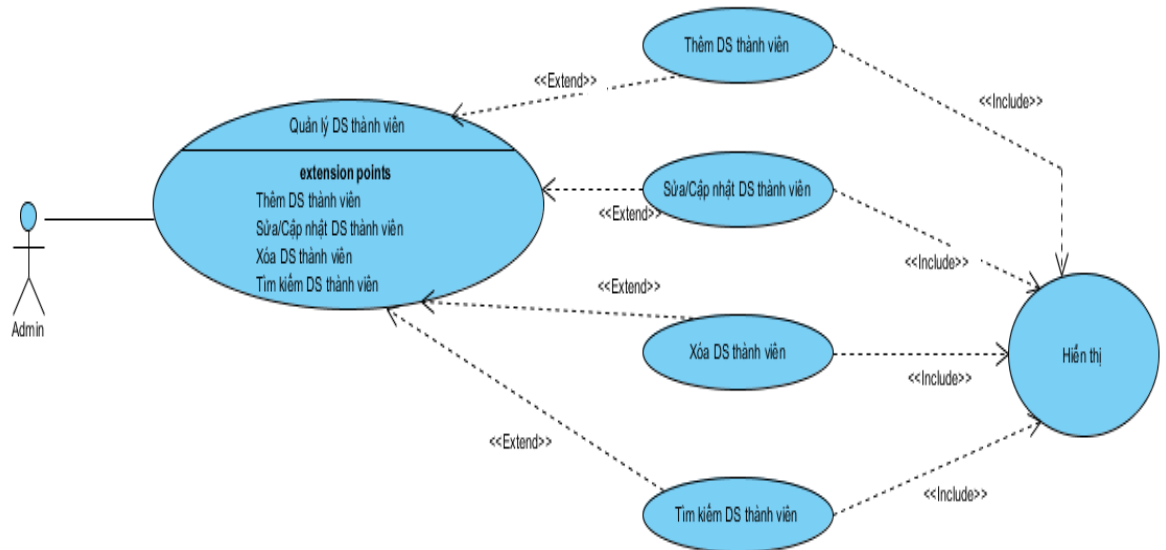 Thêm DS thành viên
<<Extend>>
<<Include>>
Quản lý DS thành viên
extension points
Thêm DS thành viên
Sửa/Cập nhật DS thành viên
Xóa DS thành viên
Tìm kiếm DS thành viên
Admin
Sửa/Cập nhật DS thành viên
<<Extend>>
<<Include>>
<<Extend>>
Xóa DS thành viên
<<Include>>
Hiển thị
<<Extend>>
Tìm kiếm DS thành viên
<<Include>>